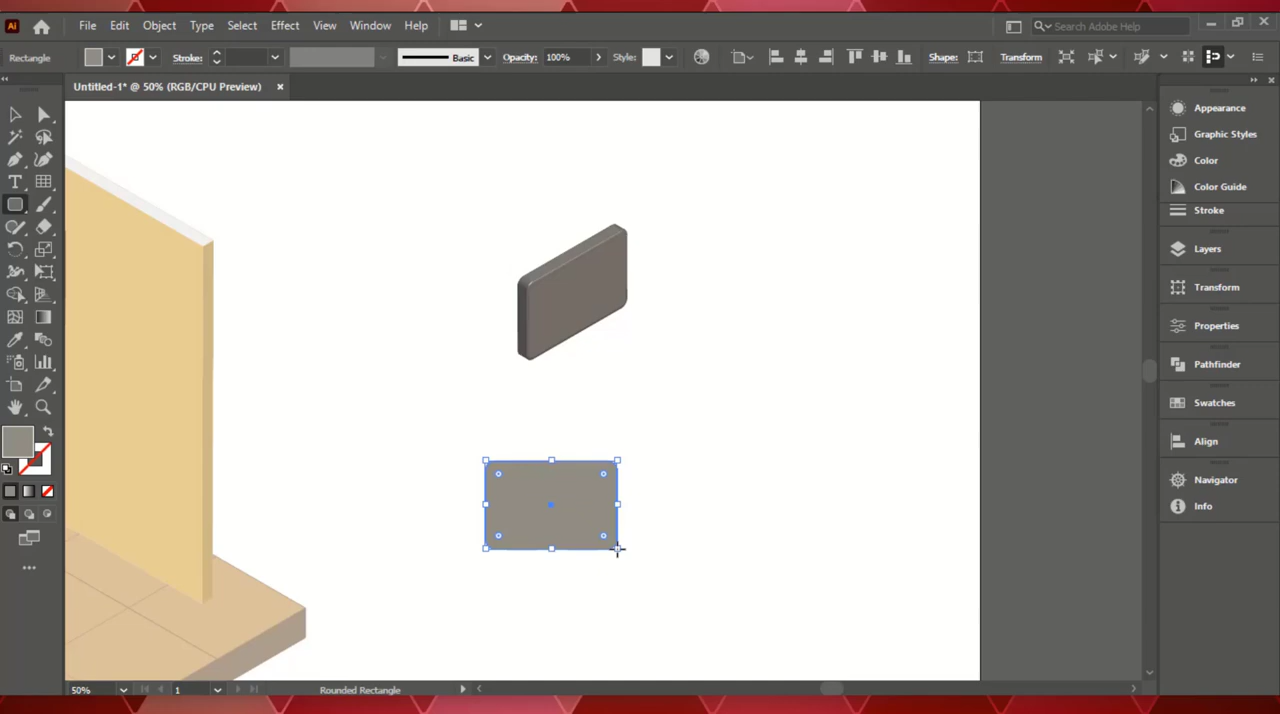 Ai File Edit Object Type Select Effect View Window Help Search Adobe Help
Rectangle Stroke: Basic Opacity: 100% Style: Shape: Transform
Untitled-1* @ 50% (RGB/CPU Preview)
Appearance
Graphic Styles
Color
Color Guide
Stroke
Layers
Transform
Properties
Pathfinder
Swatches
Align
Navigator
Info
50% 1 Rounded Rectangle